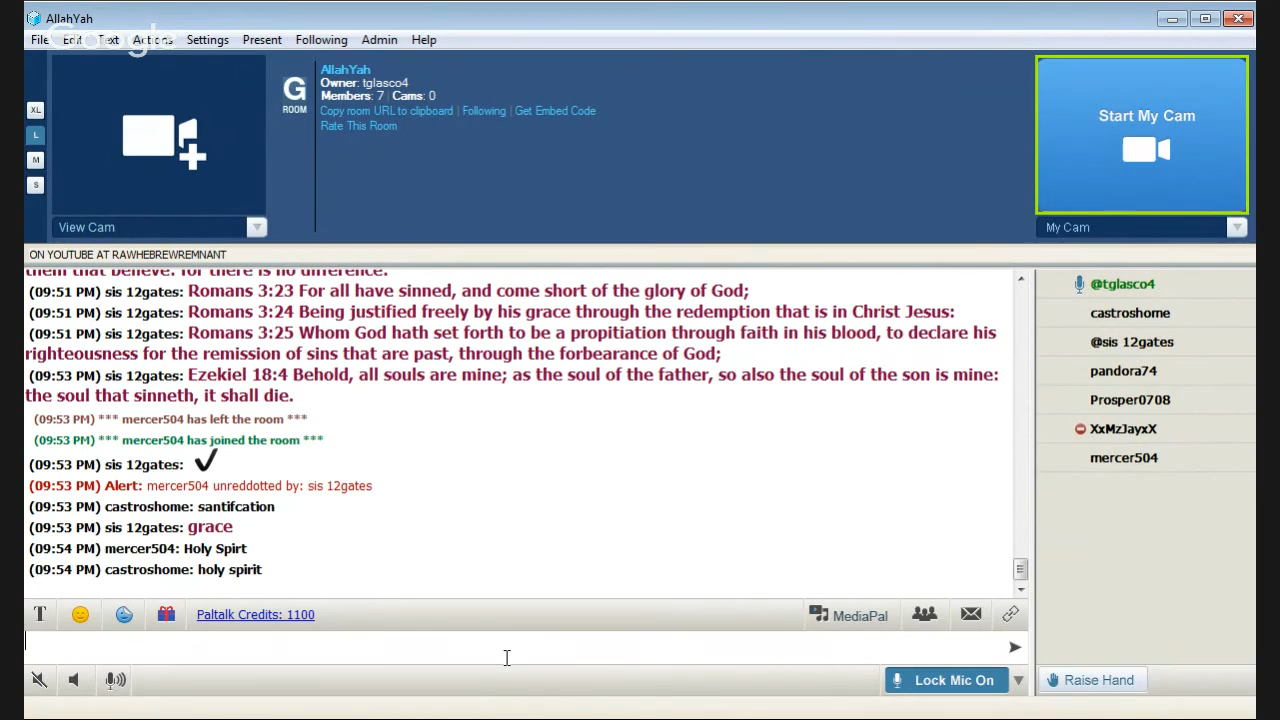 AllahYah
Google
File Edit Text Actions Settings Present Following Admin Help
XL
L
M
S
G
ROOM
AllahYah
Owner: tglasco4
Members: 7 | Cams: 0
Copy room URL to clipboard | Following | Get Embed Code
Rate This Room
Start My Cam
View Cam
My Cam
ON YOUTUBE AT RAWHEBREWREMNANT
them that believe: for there is no difference:
(09:51 PM) sis 12gates: Romans 3:23 For all have sinned, and come short of the glory of God;
(09:51 PM) sis 12gates: Romans 3:24 Being justified freely by his grace through the redemption that is in Christ Jesus:
(09:51 PM) sis 12gates: Romans 3:25 Whom God hath set forth to be a propitiation through faith in his blood, to declare his
righteousness for the remission of sins that are past, through the forbearance of God;
(09:53 PM) sis 12gates: Ezekiel 18:4 Behold, all souls are mine; as the soul of the father, so also the soul of the son is mine:
the soul that sinneth, it shall die.
(09:53 PM) *** mercer504 has left the room ***
(09:53 PM) *** mercer504 has joined the room ***
(09:53 PM) sis 12gates:
(09:53 PM) Alert: mercer504 unreddotted by: sis 12gates
(09:53 PM) castroshome: santifcation
(09:53 PM) sis 12gates: grace
(09:54 PM) mercer504: Holy Spirt
(09:54 PM) castroshome: holy spirit
@tglasco4
castroshome
@sis 12gates
pandora74
Prosper0708
XxMzJayxX
mercer504
T
Paltalk Credits: 1100
MediaPal
Lock Mic On
Raise Hand